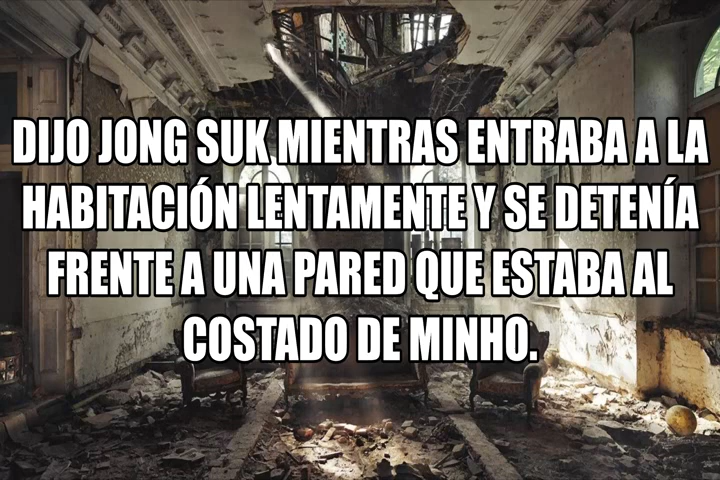 DIJO JONG SUK MIENTRAS ENTRABA A LA
HABITACIÓN LENTAMENTE Y SE DETENÍA
FRENTE A UNA PARED QUE ESTABA AL
COSTADO DE MINHO.